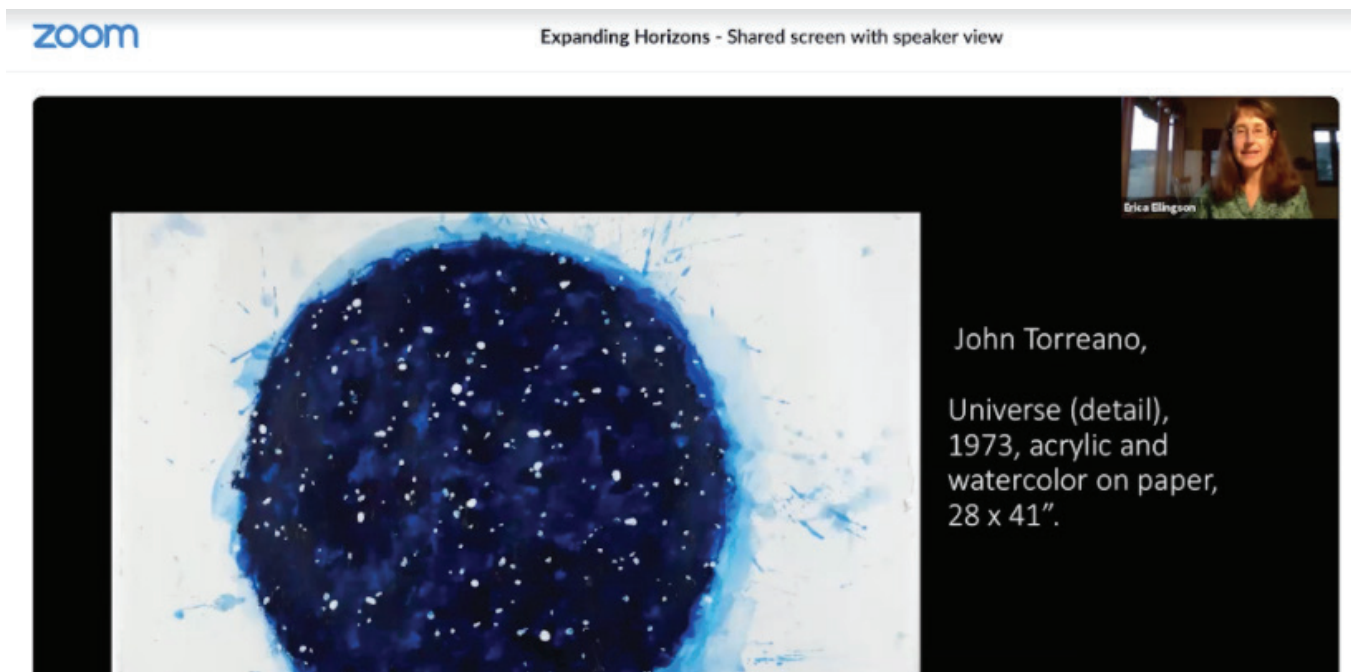 zoom
Expanding Horizons - Shared screen with speaker view
Erica Ellingson
John Torreano,
Universe (detail),
1973, acrylic and
watercolor on paper,
28 x 41”.